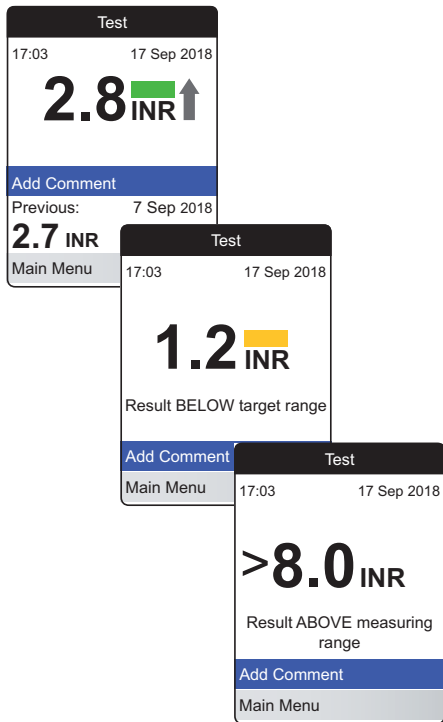 Test
17:03 17 Sep 2018
2.8 INR
Add Comment
Previous: 7 Sep 2018
2.7 INR
Main Menu
Test
17:03 17 Sep 2018
1.2 INR
Result BELOW target range
Add Comment
Main Menu
Test
17:03 17 Sep 2018
>8.0 INR
Result ABOVE measuring
range
Add Comment
Main Menu